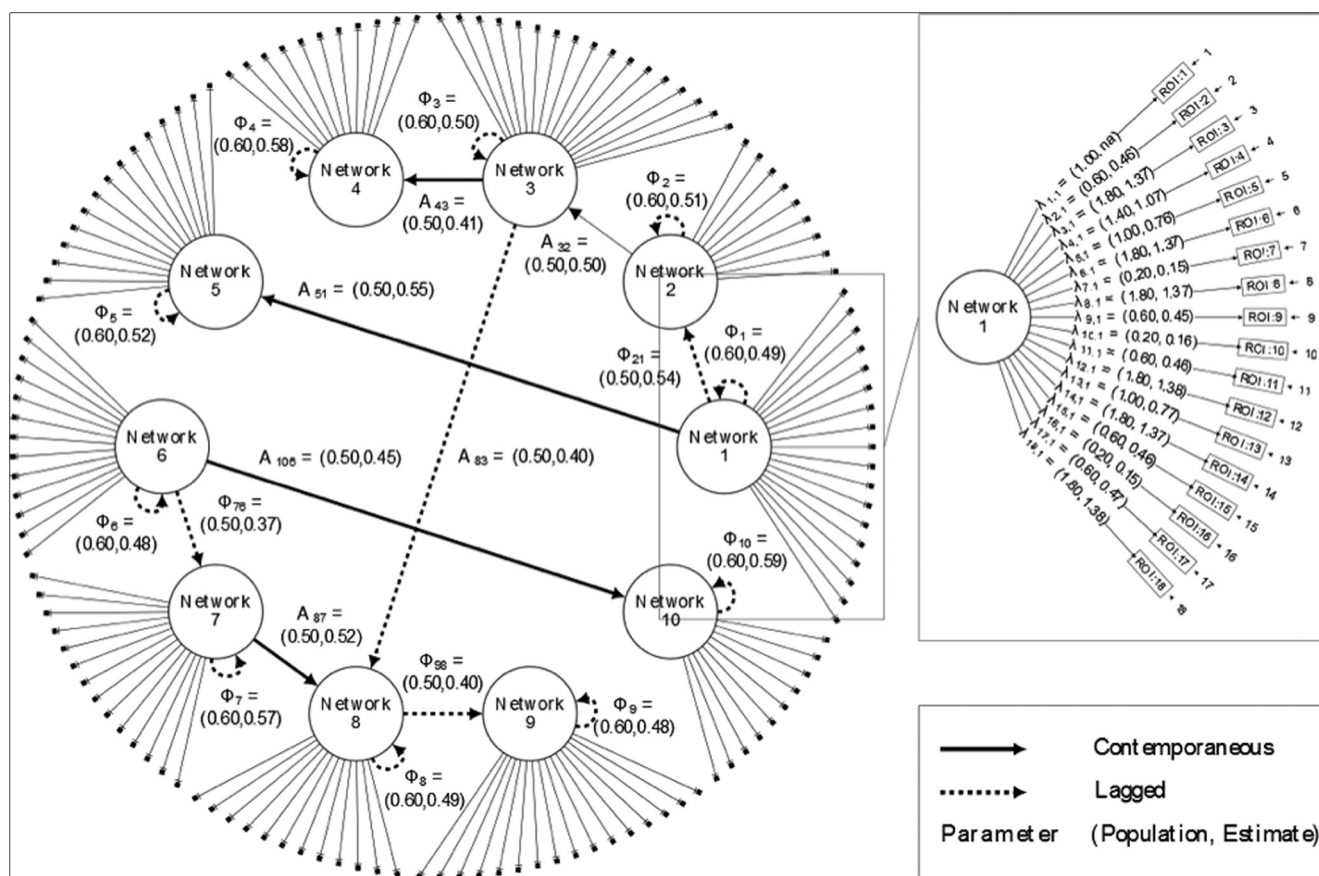 Φ3 =
(0.60,0.50)
Φ4 =
(0.60,0.58)
Network
4
Network
3
A 43 =
(0.50,0.41)
Φ2 =
(0.60,0.51)
A 32 =
(0.50,0.50)
Network
2
Network
5
A 51 = (0.50,0.55)
Φ5 =
(0.60,0.52)
Φ1 =
(0.60,0.49)
Φ21
(0.50,0.54)
Network
1
Network
6
A 106 = (0.50,0.45)
A 83 = (0.50,0.40)
Φ6 =
(0.60,0.48)
Φ76 =
(0.50,0.37)
Φ10 =
(0.60,0.59)
Network
10
Network
7
A 87 =
(0.50,0.52)
Φ7 =
(0.60,0.57)
Network
8
Φ98 =
(0.50,0.40)
Network
9
Φ9 =
(0.60,0.48)
Φ8 =
(0.60,0.49)
Network
1
λ1,1 = (1.00, na) ROI:1 1
λ2,1 = (0.60, 0.46) ROI:2 2
λ3,1 = (1.80, 1.37) ROI:3 3
λ4,1 = (1.40, 1.07) ROI:4 4
λ5,1 = (1.00, 0.76) ROI:5 5
λ6,1 = (1.80, 1.37) ROI:6 6
λ7,1 = (0.20, 0.15) ROI:7 7
λ8,1 = (1.80, 1.37) ROI:8 8
λ9,1 = (0.60, 0.45) ROI:9 9
λ10,1 = (0.20, 0.16) ROI:10 10
λ11,1 = (0.60, 0.46) ROI:11 11
λ12,1 = (1.80, 1.38) ROI:12 12
λ13,1 = (1.00, 0.77) ROI:13 13
λ14,1 = (1.80, 1.37) ROI:14 14
λ15,1 = (0.60, 0.46) ROI:15 15
λ16,1 = (0.20, 0.15) ROI:16 16
λ17,1 = (0.60, 0.47) ROI:17 17
λ18,1 = (1.80, 1.38) ROI:18 18
Contemporaneous
Lagged
Parameter (Population, Estimate)